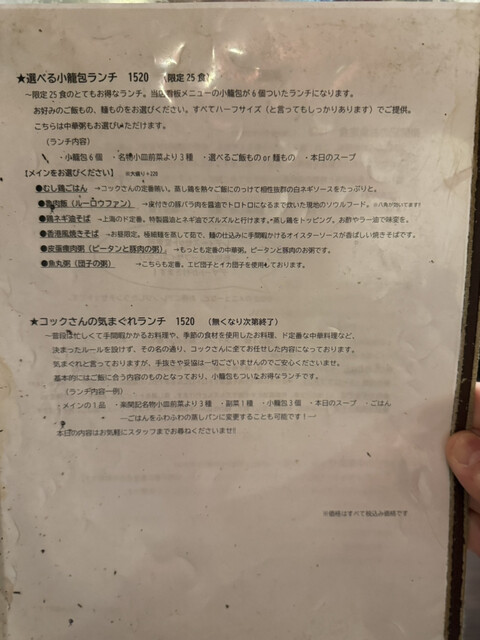 ★選べる小籠包ランチ 1520 (限定25食)
～限定25食のとてもお得なランチ。当店看板メニューの小籠包が6個ついたランチになります。
お好みのご飯もの、麺ものをお選びください。すべてハーフサイズ(と言ってもしっかりあります)でご提供。
こちらは中華粥もお選びいただけます。
(ランチ内容)
・小籠包6個 ・名物小皿前菜より3種 ・選べるご飯もの or 麺もの ・本日のスープ
【メインをお選びください】 ※大盛り+220
●むし鶏ごはん →コックさんの定番賄い。蒸し鶏を熱々ご飯にのっけて相性抜群の白ネギソースをたっぷりと。
●魯肉飯(ルーロウファン) →皮付きの豚バラ肉を醤油でトロトロになるまで炊いた現地のソウルフード。※八角が効いてます!
●鶏ネギ油そば →上海のド定番。特製醤油とネギ油でズルズルと行けます。蒸し鶏をトッピング。お酢やラー油で味変を。
●香港風焼きそば →お昼限定。極細麺を蒸して茹で、麺の仕込みに手間暇かけるオイスターソースが香ばしい焼きそばです。
●皮蛋痩肉粥(ピータンと豚肉の粥) →もっとも定番の中華粥。ピータンと豚肉のお粥です。
●魚丸粥(団子の粥) →こちらも定番。エビ団子とイカ団子を使用しております。
★コックさんの気まぐれランチ 1520 (無くなり次第終了)
～普段は忙しくて手間暇かかるお料理や、季節の食材を使用したお料理、ド定番な中華料理など、
決まったルールを設けず、その名の通り、コックさんに全てお任せした内容になっております。
気まぐれと言っておりますが、手抜きや妥協は一切ございませんのでご安心くださいませ。
基本的にはご飯に合う内容のものとなっており、小籠包もついたお得なランチです。
(ランチ内容一例)
・メインの1品 ・楽関記名物小皿前菜より3種 ・副菜1種 ・小籠包3個 ・本日のスープ ・ごはん
―ごはんをふわふわの蒸しパンに変更することも可能です!―
本日の内容はお気軽にスタッフまでお尋ねくださいませ!
※価格はすべて税込み価格です